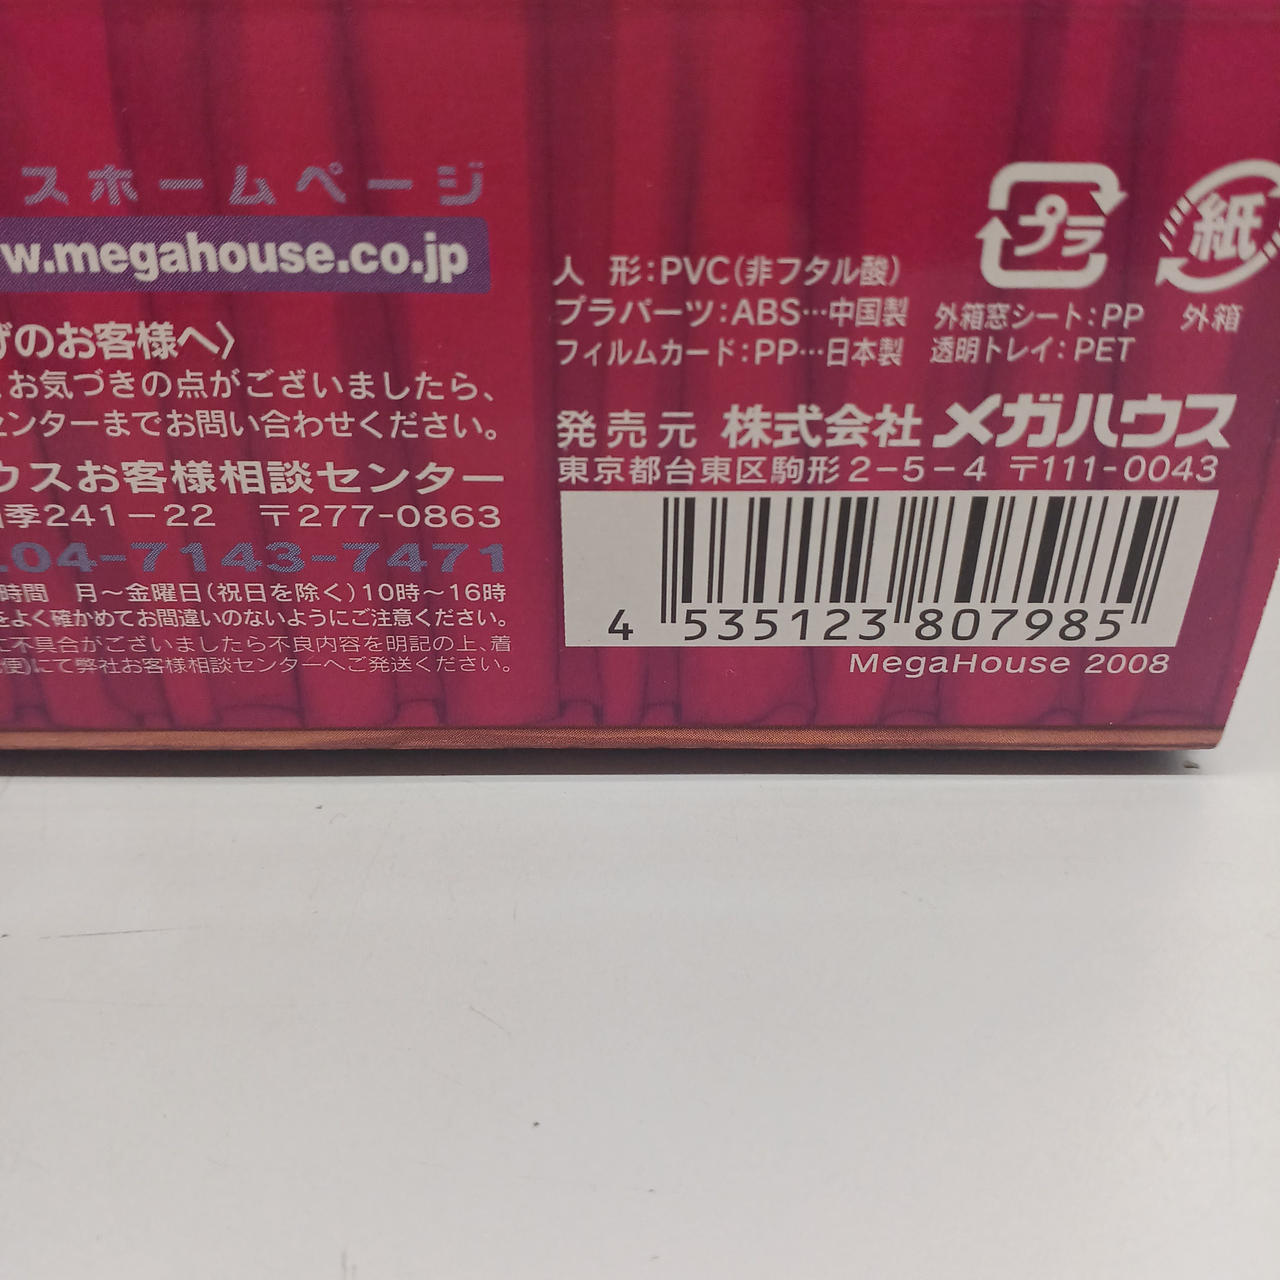 スホームページ
w.megahouse.co.jp
げのお客様へ〉
お気づきの点がございましたら、
センターまでお問い合わせください。
ウスお客様相談センター
季241－22　〒277-0863
04-7143-7471
時間　月～金曜日(祝日を除く)10時～16時
をよく確かめてお間違いのないようにご注意ください。
に不具合がございましたら不良内容を明記の上、着
便)にて弊社お客様相談センターへご発送ください。
人　形：PVC(非フタル酸)
プラパーツ：ABS…中国製
フィルムカード：PP…日本製
プラ
外箱窓シート：PP
透明トレイ：PET
紙
外箱
発売元 株式会社メガハウス
東京都台東区駒形2－5－4 〒111-0043
4 535123 807985
MegaHouse 2008